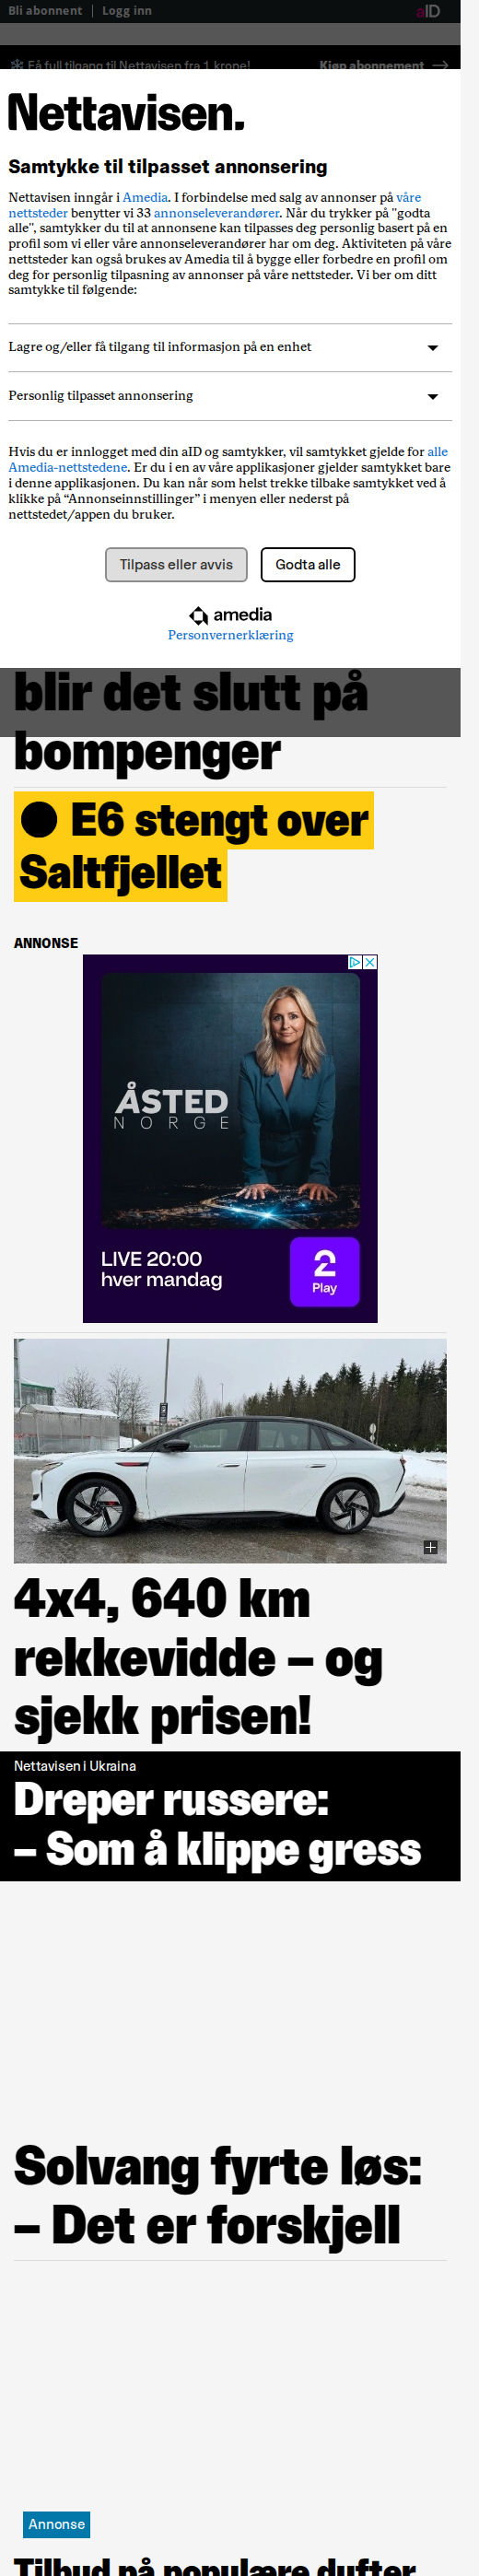 Bli abonnent
Logg inn
aID
Få full tilgang til Nettavisen fra 1 krone!
Kjøp abonnement
Nettavisen.
Samtykke til tilpasset annonsering
Nettavisen inngår i Amedia. I forbindelse med salg av annonser på våre
nettsteder benytter vi 33 annonseleverandører. Når du trykker på "godta
alle", samtykker du til at annonsene kan tilpasses deg personlig basert på en
profil som vi eller våre annonseleverandører har om deg. Aktiviteten på våre
nettsteder kan også brukes av Amedia til å bygge eller forbedre en profil om
deg for personlig tilpasning av annonser på våre nettsteder. Vi ber om ditt
samtykke til følgende:
Lagre og/eller få tilgang til informasjon på en enhet
Personlig tilpasset annonsering
Hvis du er innlogget med din aID og samtykker, vil samtykket gjelde for alle
Amedia-nettstedene. Er du i en av våre applikasjoner gjelder samtykket bare
i denne applikasjonen. Du kan når som helst trekke tilbake samtykket ved å
klikke på “Annonseinnstillinger” i menyen eller nederst på
nettstedet/appen du bruker.
Tilpass eller avvis
Godta alle
amedia
Personvernerklæring
blir det slutt på
bompenger
● E6 stengt over
Saltfjellet
ANNONSE
ÅSTED
NORGE
LIVE 20:00
hver mandag
2
Play
4x4, 640 km
rekkevidde – og
sjekk prisen!
Nettavisen i Ukraina
Dreper russere:
– Som å klippe gress
Solvang fyrte løs:
– Det er forskjell
Annonse
Tilbud på populære dufter